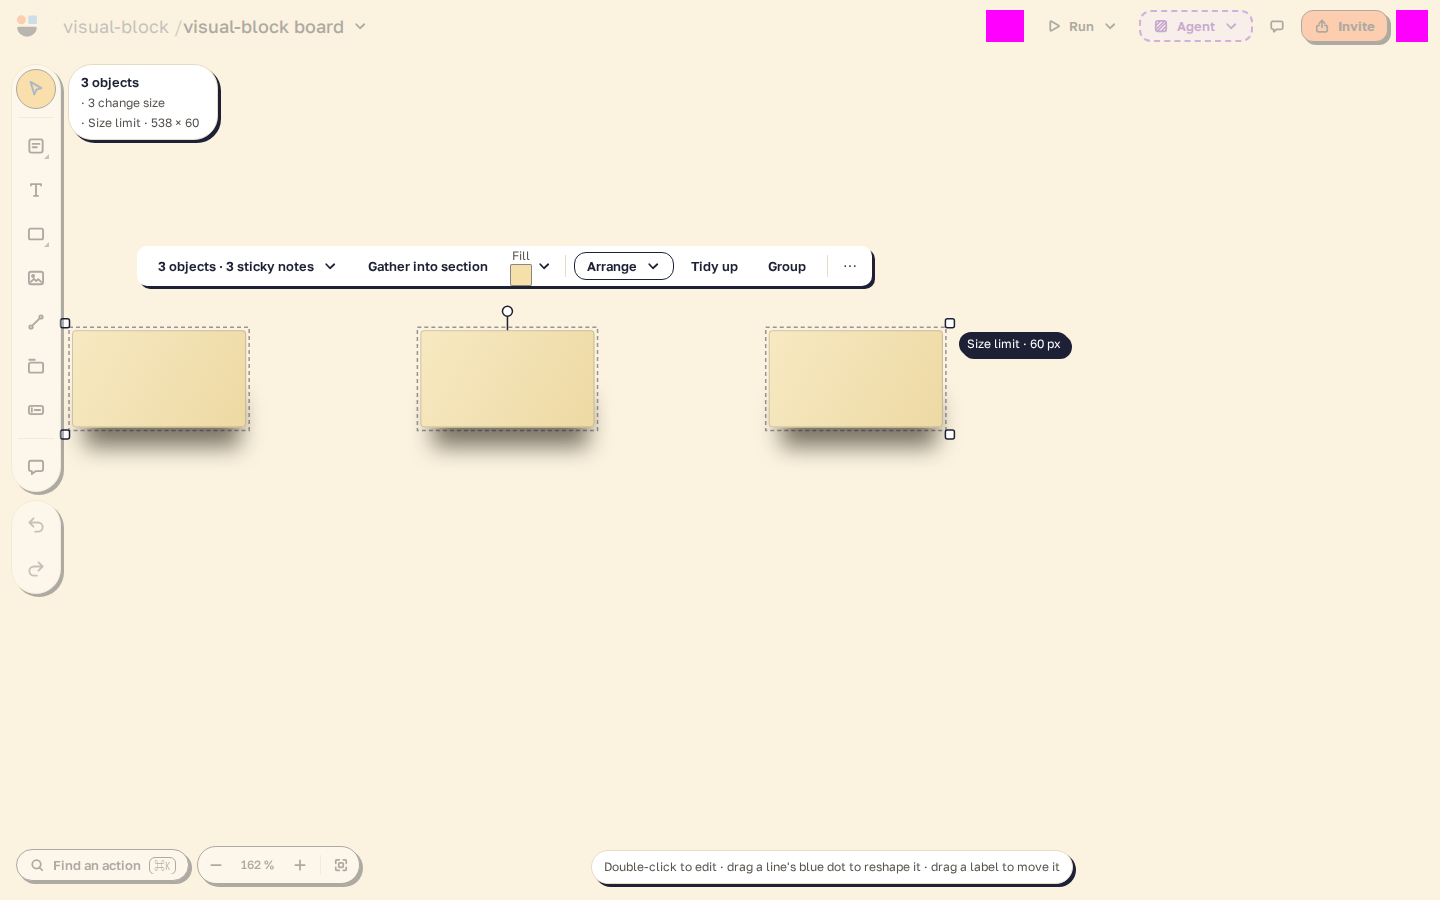 visual-block / visual-block board
Run
Agent
Invite
3 objects
· 3 change size
· Size limit · 538 × 60
3 objects · 3 sticky notes
Gather into section
Fill
Arrange
Tidy up
Group
Size limit · 60 px
Find an action ⌘K
162 %
Double-click to edit · drag a line's blue dot to reshape it · drag a label to move it